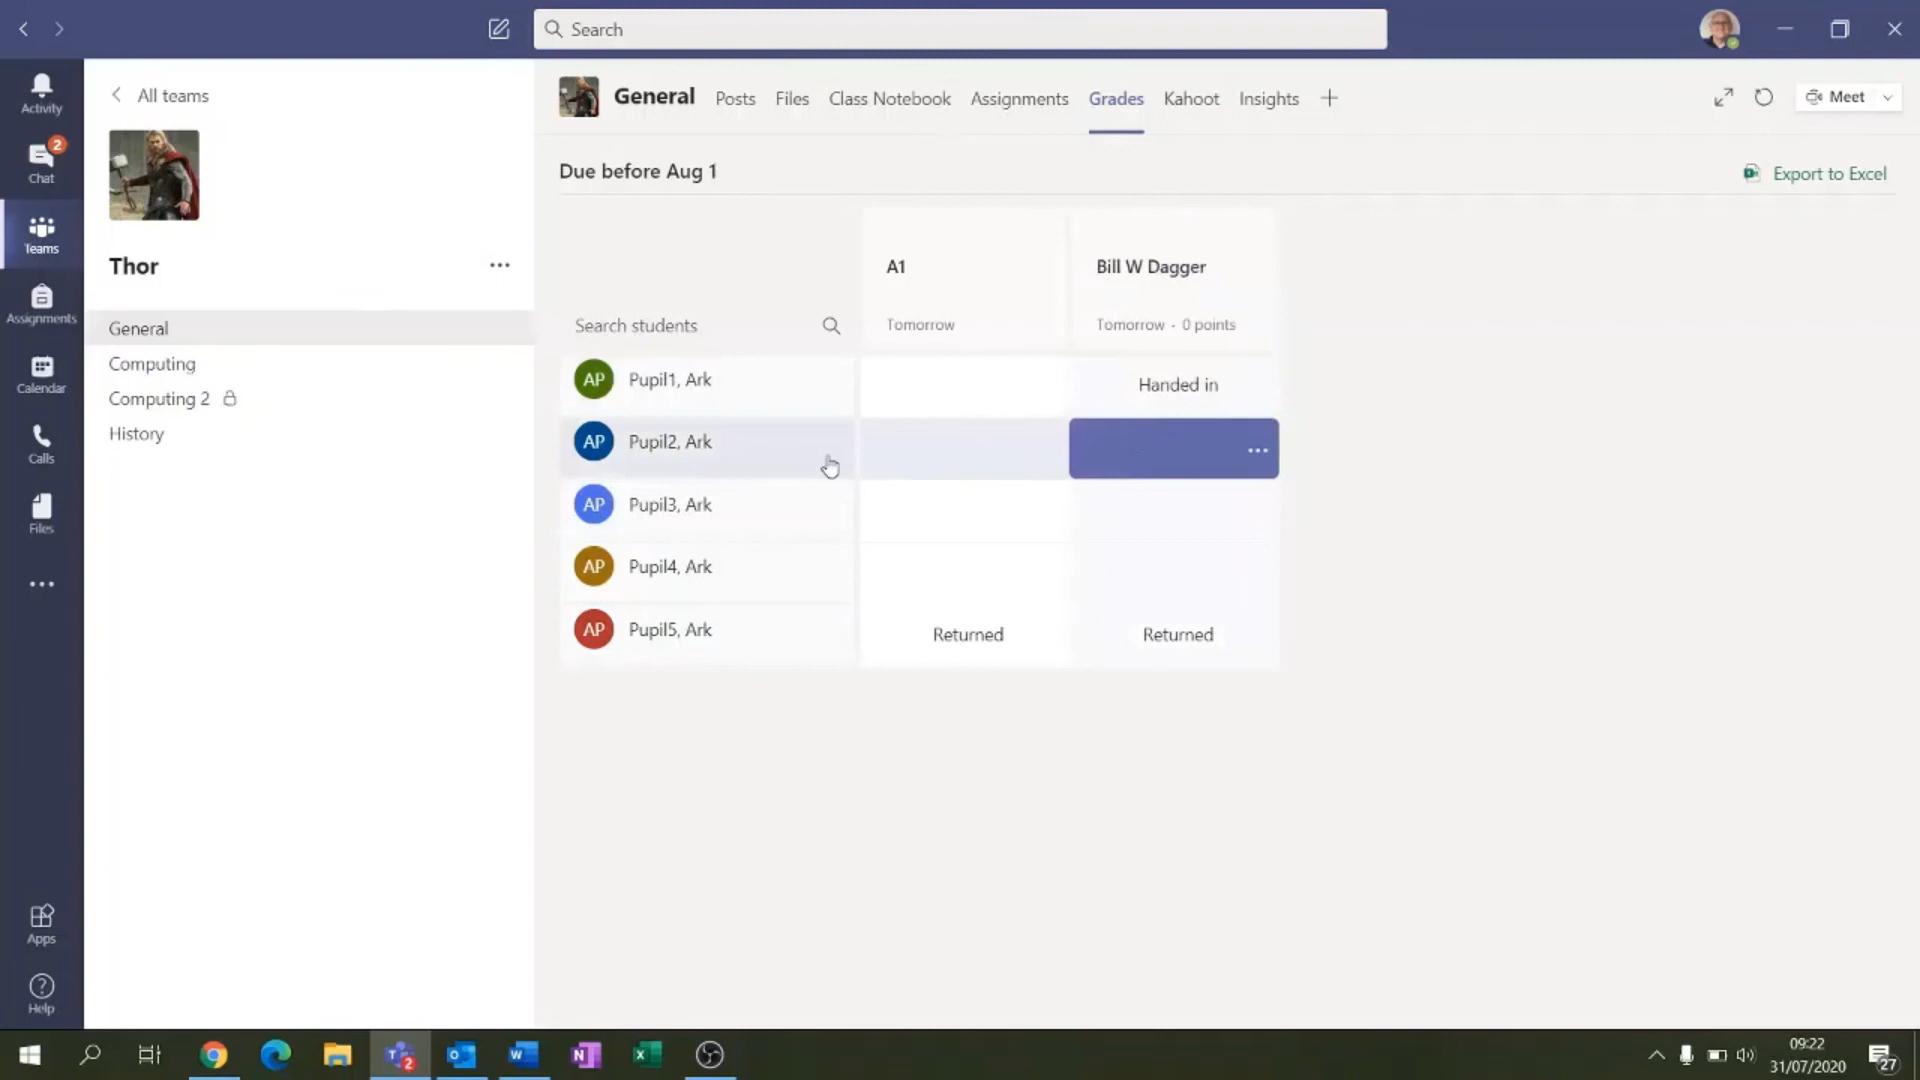 Search
Activity
2
Chat
Teams
Assignments
Calendar
Calls
Files
Apps
Help
All teams
Thor
General
Computing
Computing 2
History
General
Posts
Files
Class Notebook
Assignments
Grades
Kahoot
Insights
Meet
Due before Aug 1
Export to Excel
A1
Bill W Dagger
Search students
Tomorrow
Tomorrow · 0 points
AP Pupil1, Ark
Handed in
AP Pupil2, Ark
AP Pupil3, Ark
AP Pupil4, Ark
AP Pupil5, Ark
Returned
Returned
09:22
31/07/2020
27